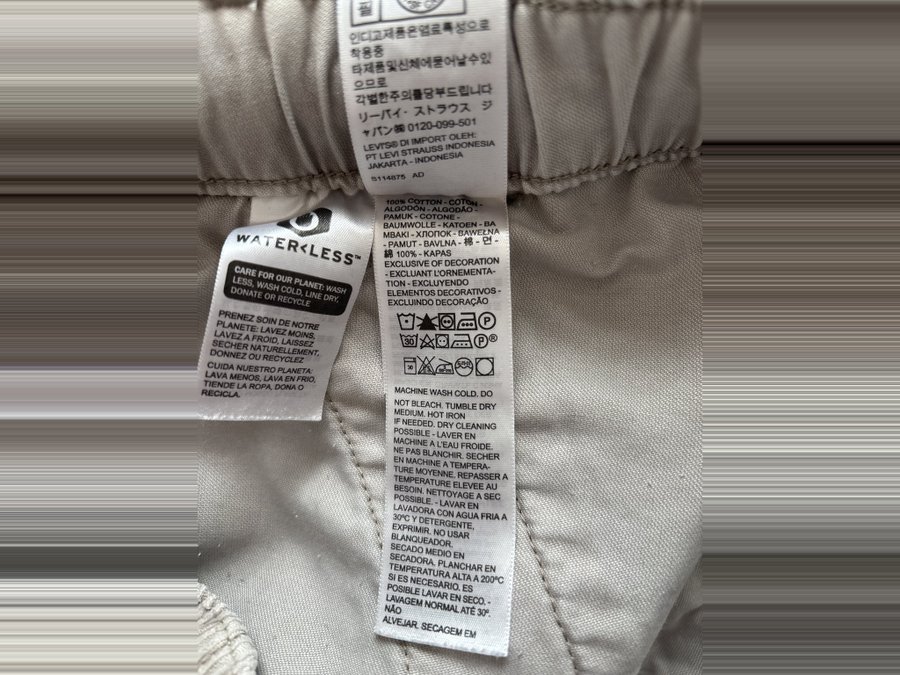 필
인디고제품은염료특성으로
착용중
타제품및신체에묻어날수있
으므로
각별한주의를당부드립니다
リーバイ・ストラウス ジ
ャパン㈱ 0120-099-501
LEVI'S® DI IMPORT OLEH:
PT LEVI STRAUSS INDONESIA
JAKARTA - INDONESIA
S114875 AD
WATER<LESS™
CARE FOR OUR PLANET: WASH
LESS, WASH COLD, LINE DRY,
DONATE OR RECYCLE
PRENEZ SOIN DE NOTRE
PLANETE: LAVEZ MOINS,
LAVEZ A FROID, LAISSEZ
SECHER NATURELLEMENT,
DONNEZ OU RECYCLEZ
CUIDA NUESTRO PLANETA:
LAVA MENOS, LAVA EN FRIO,
TIENDE LA ROPA, DONA O
RECICLA.
100% COTTON - COTON -
ALGODÓN - ALGODÃO -
PAMUK - COTONE -
BAUMWOLLE - KATOEN - BA
MBAKI - ХЛОПОК - BAWEŁNA
- PAMUT - BAVLNA - 棉 - 면 -
綿 100% - KAPAS
EXCLUSIVE OF DECORATION
- EXCLUANT L'ORNEMENTA-
TION - EXCLUYENDO
ELEMENTOS DECORATIVOS -
EXCLUINDO DECORAÇÃO
P
30 P ®
30
MACHINE WASH COLD. DO
NOT BLEACH. TUMBLE DRY
MEDIUM. HOT IRON
IF NEEDED. DRY CLEANING
POSSIBLE - LAVER EN
MACHINE A L'EAU FROIDE.
NE PAS BLANCHIR. SECHER
EN MACHINE A TEMPERA-
TURE MOYENNE. REPASSER A
TEMPERATURE ELEVEE AU
BESOIN. NETTOYAGE A SEC
POSSIBLE. - LAVAR EN
LAVADORA CON AGUA FRIA A
30ºC Y DETERGENTE,
EXPRIMIR. NO USAR
BLANQUEADOR.
SECADO MEDIO EN
SECADORA. PLANCHAR EN
TEMPERATURA ALTA A 200ºC
SI ES NECESARIO. ES
POSIBLE LAVAR EN SECO. -
LAVAGEM NORMAL ATÉ 30º.
NÃO
ALVEJAR. SECAGEM EM